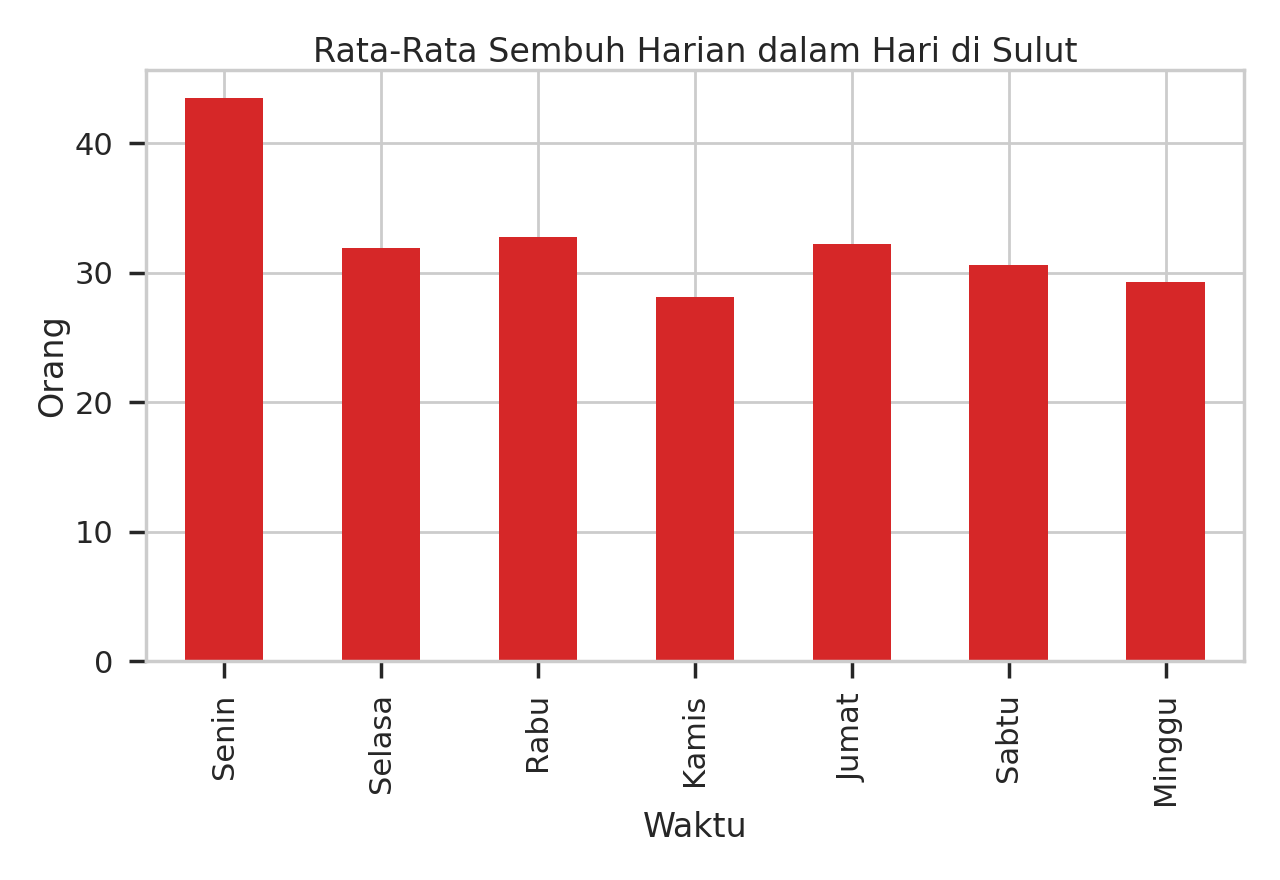 Rata-Rata Sembuh Harian dalam Hari di Sulut
Orang
40
30
20
10
0
Senin
Selasa
Rabu
Kamis
Jumat
Sabtu
Minggu
Waktu